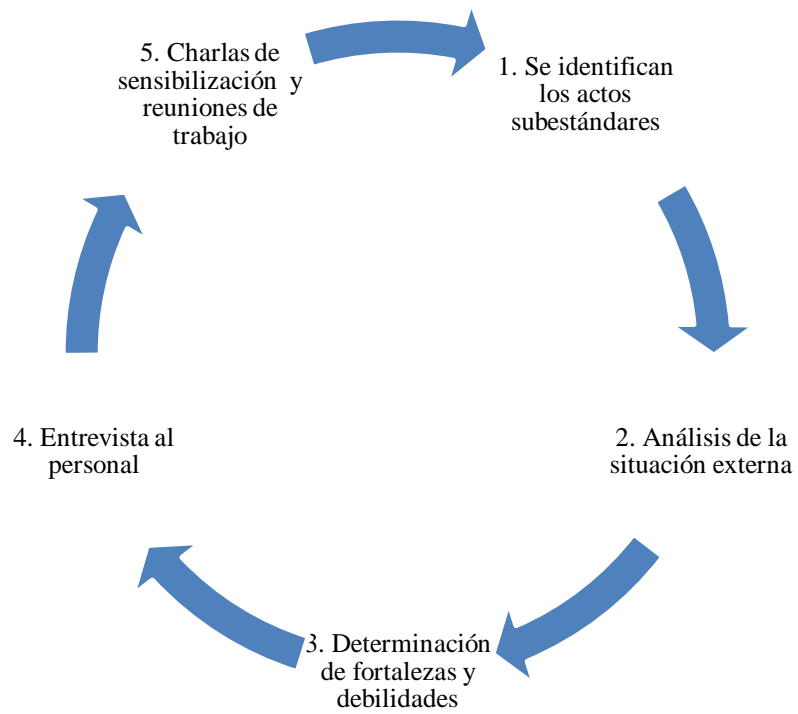 1. Se identifican
los actos
subestándares
2. Análisis de la
situación externa
3. Determinación
de fortalezas y
debilidades
4. Entrevista al
personal
5. Charlas de
sensibilización y
reuniones de
trabajo